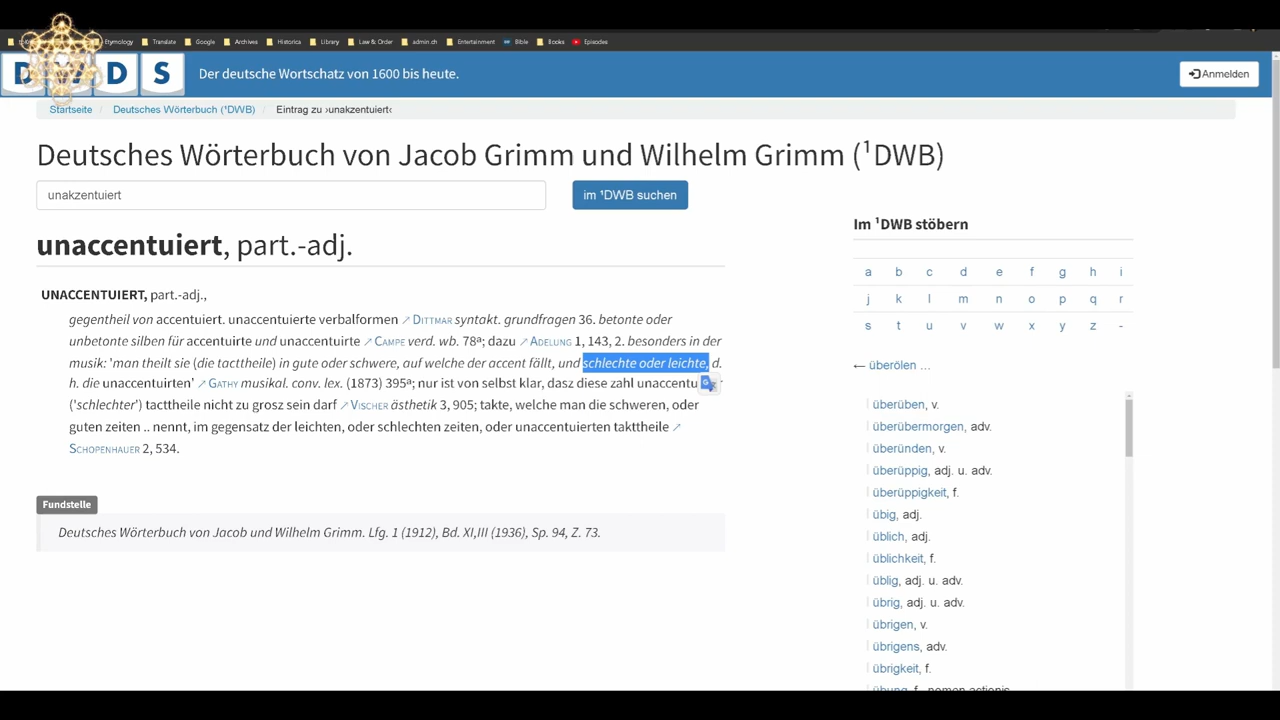 Etymology Translate Google Archives Historica Library Law & Order admin.ch Entertainment Bible Books Episodes
D D S
Der deutsche Wortschatz von 1600 bis heute.
Anmelden
Startseite / Deutsches Wörterbuch (¹DWB) / Eintrag zu ›unakzentuiert‹
Deutsches Wörterbuch von Jacob Grimm und Wilhelm Grimm (¹DWB)
unakzentuiert
im ¹DWB suchen
unaccentuiert, part.-adj.
UNACCENTUIERT, part.-adj.,
gegentheil von accentuiert. unaccentuierte verbalformen ↗ Dittmar syntakt. grundfragen 36. betonte oder
unbetonte silben für accentuirte und unaccentuirte ↗ Campe verd. wb. 78ª; dazu ↗ Adelung 1, 143, 2. besonders in der
musik: 'man theilt sie (die tacttheile) in gute oder schwere, auf welche der accent fällt, und schlechte oder leichte, d.
h. die unaccentuirten' ↗ Gathy musikal. conv. lex. (1873) 395ª; nur ist von selbst klar, dasz diese zahl unaccentu
('schlechter') tacttheile nicht zu grosz sein darf ↗ Vischer ästhetik 3, 905; takte, welche man die schweren, oder
guten zeiten .. nennt, im gegensatz der leichten, oder schlechten zeiten, oder unaccentuierten takttheile ↗
Schopenhauer 2, 534.
Fundstelle
Deutsches Wörterbuch von Jacob und Wilhelm Grimm. Lfg. 1 (1912), Bd. XI,III (1936), Sp. 94, Z. 73.
Im ¹DWB stöbern
a b c d e f g h i
j k l m n o p q r
s t u v w x y z -
← überölen …
überüben, v.
überübermorgen, adv.
überünden, v.
überüppig, adj. u. adv.
überüppigkeit, f.
übig, adj.
üblich, adj.
üblichkeit, f.
üblig, adj. u. adv.
übrig, adj. u. adv.
übrigen, v.
übrigens, adv.
übrigkeit, f.
übung, f., nomen actionis